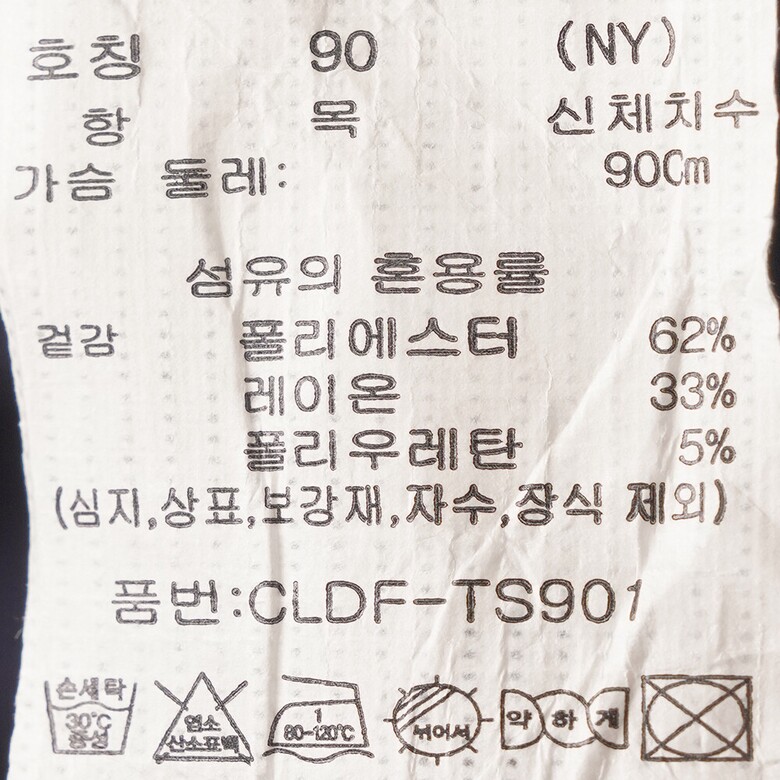 호칭 90 (NY)
항 목 신체치수
가슴 둘레: 90Cm
섬유의 혼용률
겉감 폴리에스터 62%
레이온 33%
폴리우레탄 5%
(심지,상표,보강재,자수,장식 제외)
품번:CLDF-TS901
손세탁
30℃
중성
염소
산소표백
1
80-120℃
뉘어서
약하게